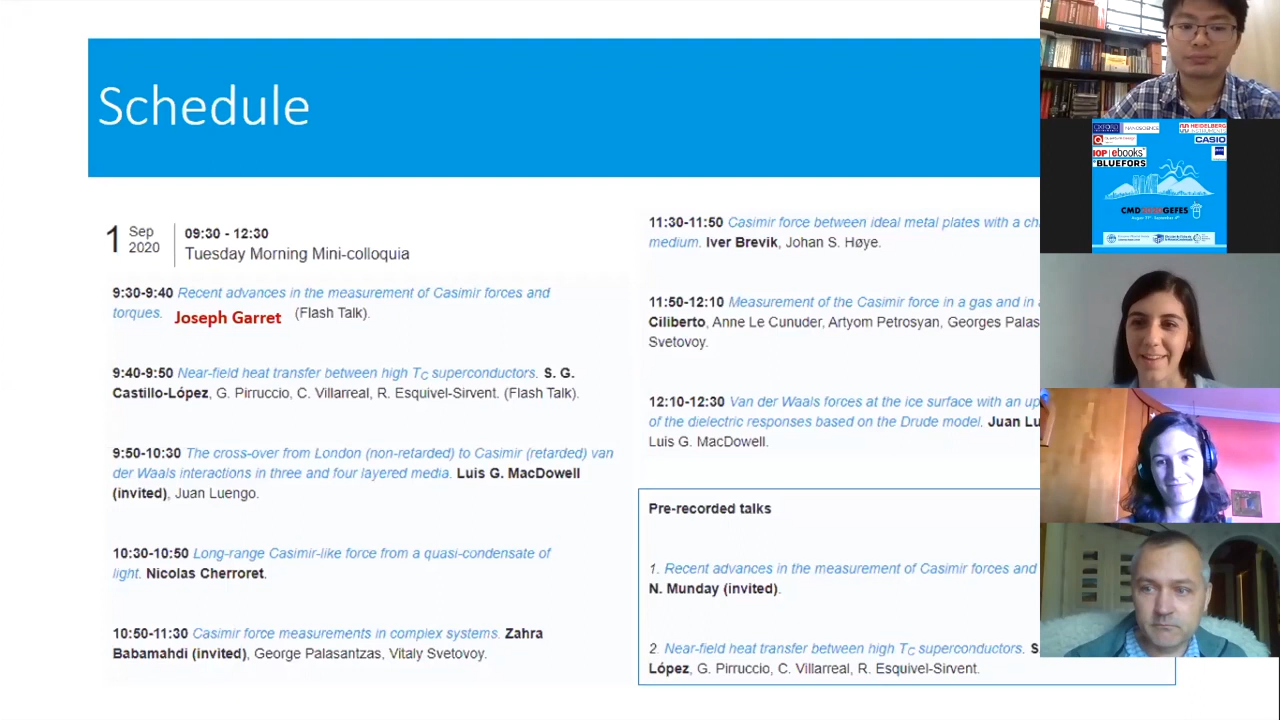 Schedule
1 Sep 2020
09:30 - 12:30
Tuesday Morning Mini-colloquia
9:30-9:40 Recent advances in the measurement of Casimir forces and
torques. Joseph Garret (Flash Talk).
9:40-9:50 Near-field heat transfer between high TC superconductors. S. G.
Castillo-López, G. Pirruccio, C. Villarreal, R. Esquivel-Sirvent. (Flash Talk).
9:50-10:30 The cross-over from London (non-retarded) to Casimir (retarded) van
der Waals interactions in three and four layered media. Luis G. MacDowell
(invited), Juan Luengo.
10:30-10:50 Long-range Casimir-like force from a quasi-condensate of
light. Nicolas Cherroret.
10:50-11:30 Casimir force measurements in complex systems. Zahra
Babamahdi (invited), George Palasantzas, Vitaly Svetovoy.
11:30-11:50 Casimir force between ideal metal plates with a ch
medium. Iver Brevik, Johan S. Høye.
11:50-12:10 Measurement of the Casimir force in a gas and in
Ciliberto, Anne Le Cunuder, Artyom Petrosyan, Georges Palas
Svetovoy.
12:10-12:30 Van der Waals forces at the ice surface with an up
of the dielectric responses based on the Drude model. Juan Lu
Luis G. MacDowell.
Pre-recorded talks
1. Recent advances in the measurement of Casimir forces and
N. Munday (invited).
2. Near-field heat transfer between high TC superconductors. S
López, G. Pirruccio, C. Villarreal, R. Esquivel-Sirvent.
OXFORD NANOSCIENCE
HEIDELBERG
INSTRUMENTS
CASIO
IOP ebooks
BLUEFORS
CMD2020GEFES